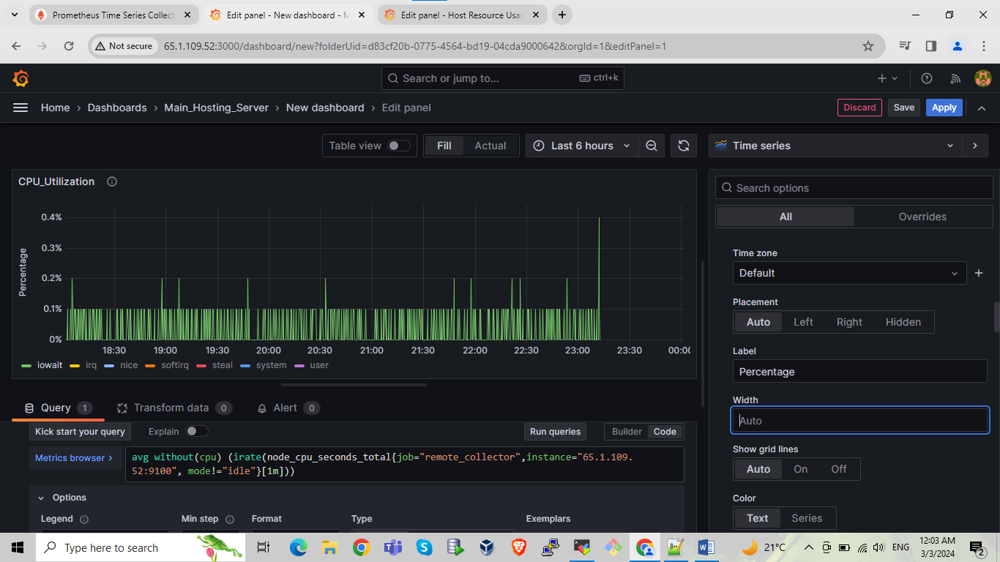 Prometheus Time Series Collect
Edit panel - New dashboard - M
Edit panel - Host Resource Usag
Not secure
65.1.109.52:3000/dashboard/new?folderUid=d83cf20b-0775-4564-bd19-04cda9000642&orgId=1&editPanel=1
Search or jump to... ctrl+k
Home › Dashboards › Main_Hosting_Server › New dashboard › Edit panel
Discard Save Apply
Table view Fill Actual Last 6 hours Time series
CPU_Utilization
Search options
All Overrides
0.4%
0.3%
0.2%
0.1%
0%
Percentage
18:30 19:00 19:30 20:00 20:30 21:00 21:30 22:00 22:30 23:00 23:30 00:00
iowait irq nice softirq steal system user
Time zone
Default
Placement
Auto Left Right Hidden
Label
Percentage
Width
Auto
Show grid lines
Auto On Off
Color
Text Series
Query 1 Transform data 0 Alert 0
Kick start your query Explain Run queries Builder Code
Metrics browser ›
avg without(cpu) (irate(node_cpu_seconds_total{job="remote_collector",instance="65.1.109.
52:9100", mode!="idle"}[1m]))
Options
Legend Min step Format Type Exemplars
Type here to search
21°C
ENG
12:03 AM
3/3/2024
2